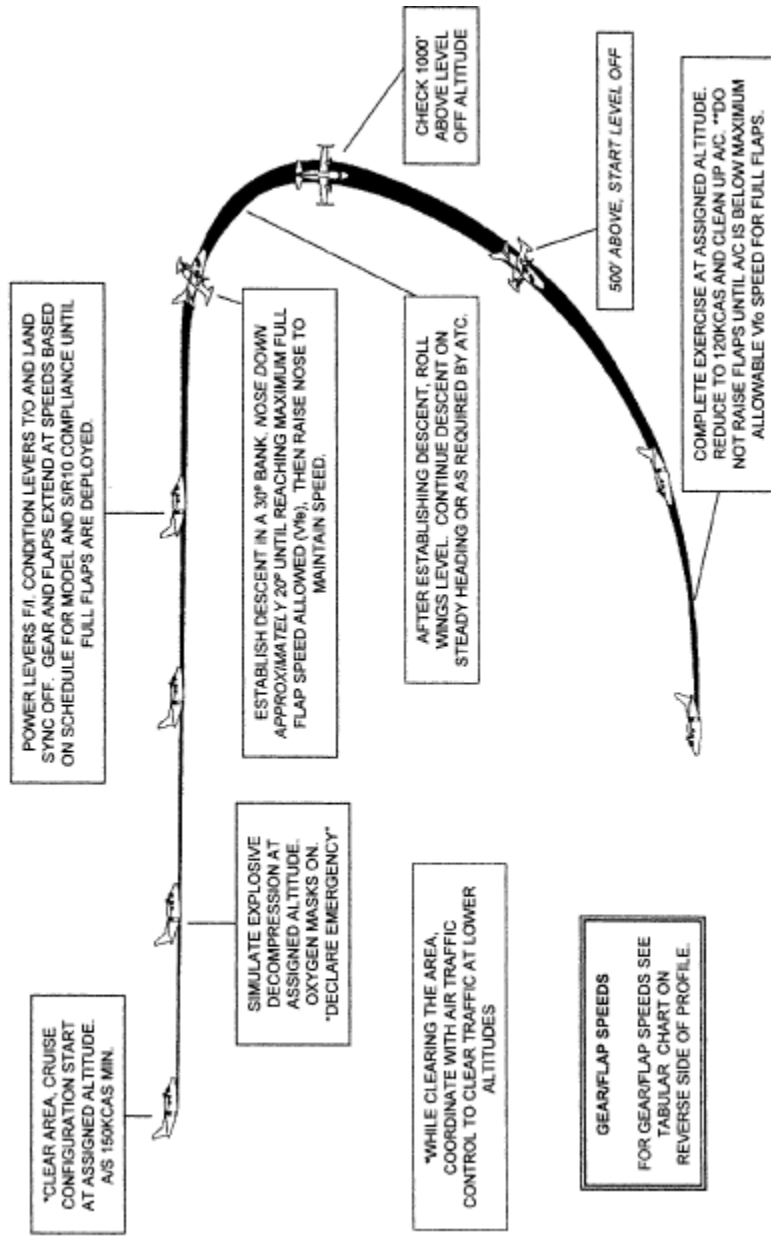 *CLEAR AREA, CRUISE
CONFIGURATION START
AT ASSIGNED ALTITUDE.
A/S 150KCAS MIN.
SIMULATE EXPLOSIVE
DECOMPRESSION AT
ASSIGNED ALTITUDE.
OXYGEN MASKS ON.
"DECLARE EMERGENCY"
POWER LEVERS F/I. CONDITION LEVERS T/O AND LAND
SYNC OFF. GEAR AND FLAPS EXTEND AT SPEEDS BASED
ON SCHEDULE FOR MODEL AND S/R10 COMPLIANCE UNTIL
FULL FLAPS ARE DEPLOYED.
ESTABLISH DESCENT IN A 30° BANK, NOSE DOWN
APPROXIMATELY 20° UNTIL REACHING MAXIMUM FULL
FLAP SPEED ALLOWED (Vfe), THEN RAISE NOSE TO
MAINTAIN SPEED.
AFTER ESTABLISHING DESCENT, ROLL
WINGS LEVEL. CONTINUE DESCENT ON
STEADY HEADING OR AS REQUIRED BY ATC.
CHECK 1000'
ABOVE LEVEL
OFF ALTITUDE
500' ABOVE, START LEVEL OFF
COMPLETE EXERCISE AT ASSIGNED ALTITUDE.
REDUCE TO 120KCAS AND CLEAN UP A/C. **DO
NOT RAISE FLAPS UNTIL A/C IS BELOW MAXIMUM
ALLOWABLE Vfo SPEED FOR FULL FLAPS.
*WHILE CLEARING THE AREA,
COORDINATE WITH AIR TRAFFIC
CONTROL TO CLEAR TRAFFIC AT LOWER
ALTITUDES
GEAR/FLAP SPEEDS
FOR GEAR/FLAP SPEEDS SEE
TABULAR CHART ON
REVERSE SIDE OF PROFILE.